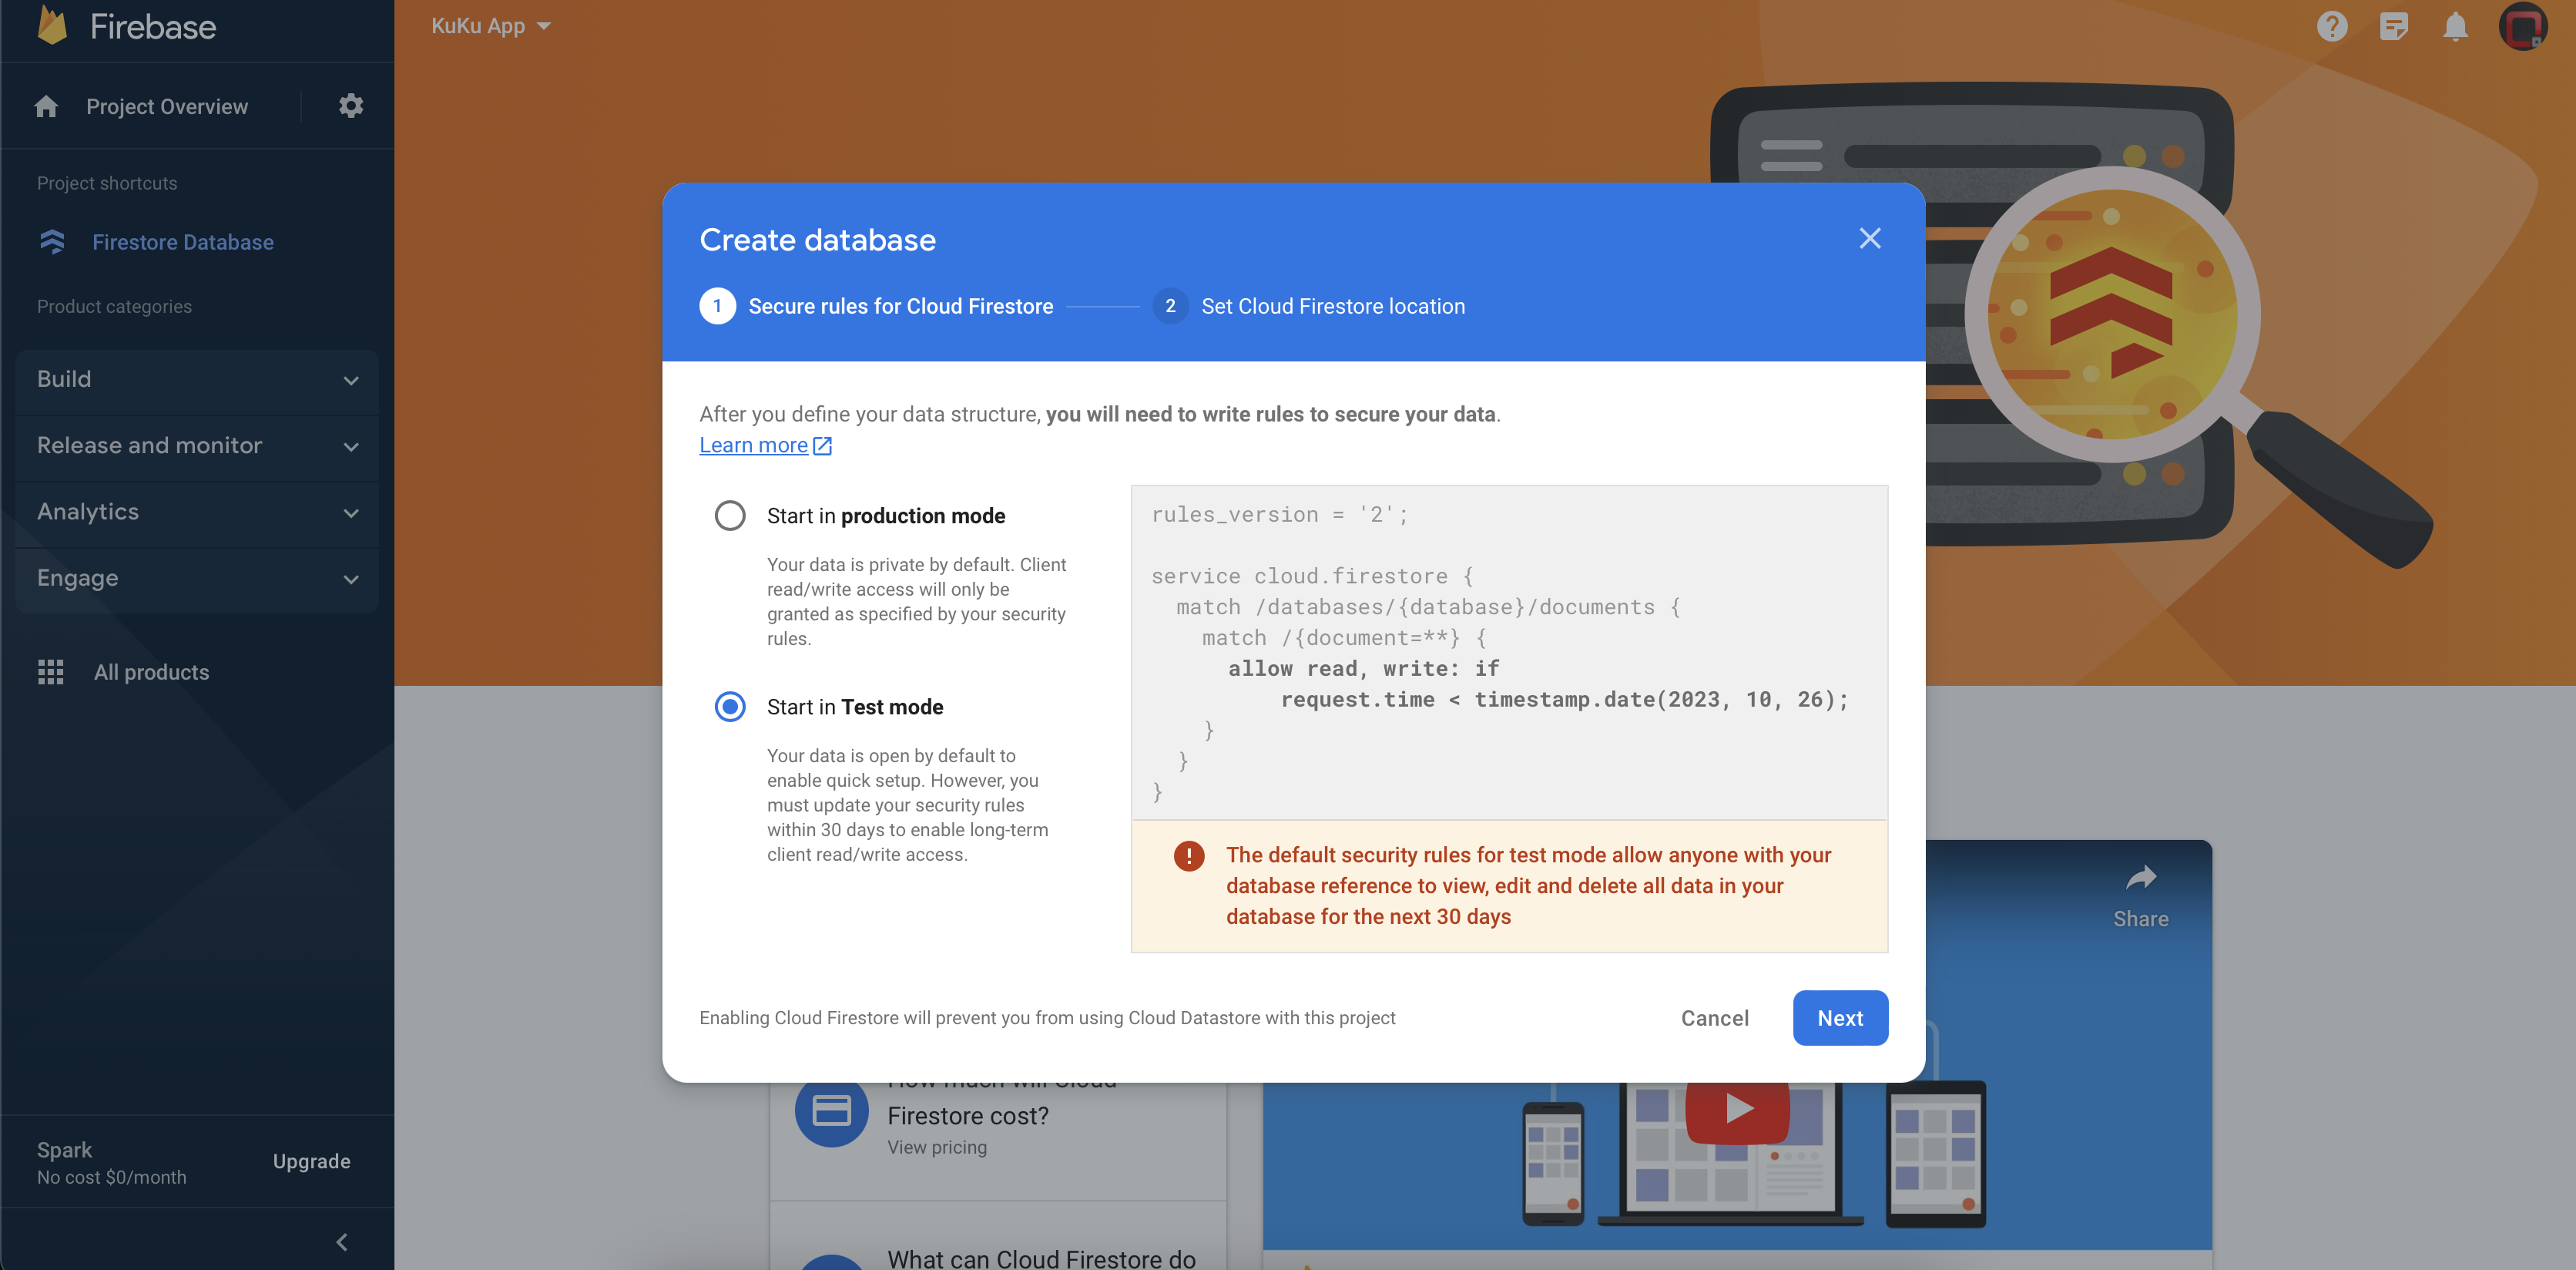 Firebase
KuKu App
Project Overview
Project shortcuts
Firestore Database
Product categories
Build
Release and monitor
Analytics
Engage
All products
Spark
No cost $0/month
Upgrade
Create database
1 Secure rules for Cloud Firestore
2 Set Cloud Firestore location
After you define your data structure, you will need to write rules to secure your data.
Learn more
Start in production mode
Your data is private by default. Client
read/write access will only be
granted as specified by your security
rules.
Start in Test mode
Your data is open by default to
enable quick setup. However, you
must update your security rules
within 30 days to enable long-term
client read/write access.
rules_version = '2';
service cloud.firestore {
match /databases/{database}/documents {
match /{document=**} {
allow read, write: if
request.time < timestamp.date(2023, 10, 26);
}
}
}
The default security rules for test mode allow anyone with your
database reference to view, edit and delete all data in your
database for the next 30 days
Enabling Cloud Firestore will prevent you from using Cloud Datastore with this project
Cancel
Next
Share
How much will Cloud
Firestore cost?
View pricing
What can Cloud Firestore do